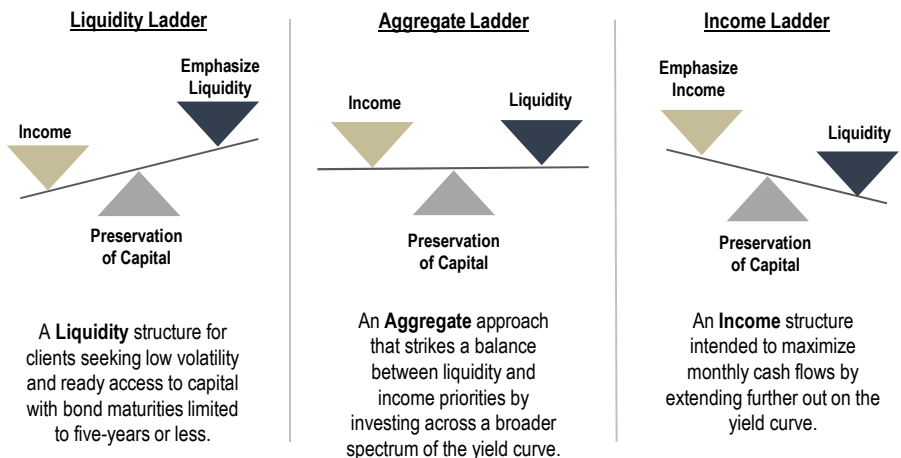 Liquidity Ladder
Emphasize
Liquidity
Income
Preservation
of Capital
A Liquidity structure for
clients seeking low volatility
and ready access to capital
with bond maturities limited
to five-years or less.
Aggregate Ladder
Income
Liquidity
Preservation
of Capital
An Aggregate approach
that strikes a balance
between liquidity and
income priorities by
investing across a broader
spectrum of the yield curve.
Income Ladder
Emphasize
Income
Liquidity
Preservation
of Capital
An Income structure
intended to maximize
monthly cash flows by
extending further out on the
yield curve.